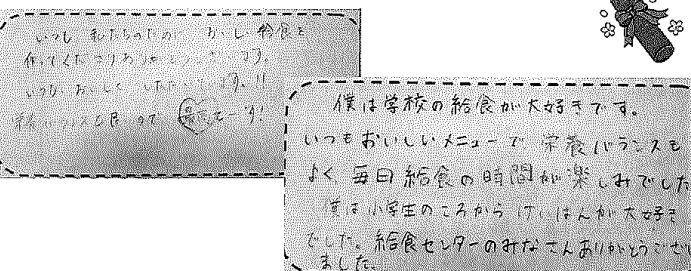 いつも 私たちのため おいしい給食を
作ってくださりありがとうございます。
いつも おいしく いただいてます!!
最高でーす!
僕は学校の給食が大好きです。
いつもおいしいメニューで 栄養バランスも
よく 毎日給食の時間が楽しみでした
僕は小学生のころから けいはんが大好き
でした。給食センターのみなさんありがとうござい
ました。